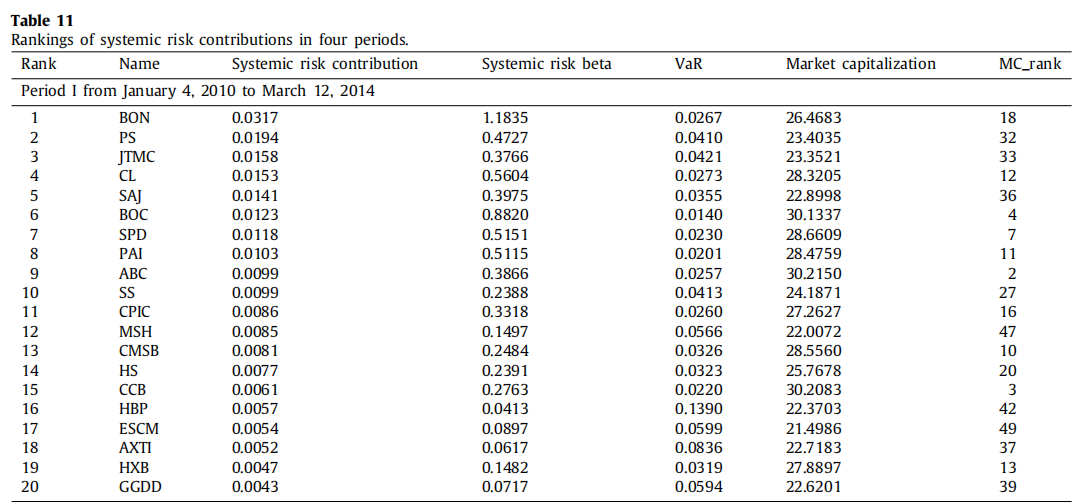 Table 11
Rankings of systemic risk contributions in four periods.
Rank Name Systemic risk contribution Systemic risk beta VaR Market capitalization MC_rank
Period I from January 4, 2010 to March 12, 2014
1 BON 0.0317 1.1835 0.0267 26.4683 18
2 PS 0.0194 0.4727 0.0410 23.4035 32
3 JTMC 0.0158 0.3766 0.0421 23.3521 33
4 CL 0.0153 0.5604 0.0273 28.3205 12
5 SAJ 0.0141 0.3975 0.0355 22.8998 36
6 BOC 0.0123 0.8820 0.0140 30.1337 4
7 SPD 0.0118 0.5151 0.0230 28.6609 7
8 PAI 0.0103 0.5115 0.0201 28.4759 11
9 ABC 0.0099 0.3866 0.0257 30.2150 2
10 SS 0.0099 0.2388 0.0413 24.1871 27
11 CPIC 0.0086 0.3318 0.0260 27.2627 16
12 MSH 0.0085 0.1497 0.0566 22.0072 47
13 CMSB 0.0081 0.2484 0.0326 28.5560 10
14 HS 0.0077 0.2391 0.0323 25.7678 20
15 CCB 0.0061 0.2763 0.0220 30.2083 3
16 HBP 0.0057 0.0413 0.1390 22.3703 42
17 ESCM 0.0054 0.0897 0.0599 21.4986 49
18 AXTI 0.0052 0.0617 0.0836 22.7183 37
19 HXB 0.0047 0.1482 0.0319 27.8897 13
20 GGDD 0.0043 0.0717 0.0594 22.6201 39